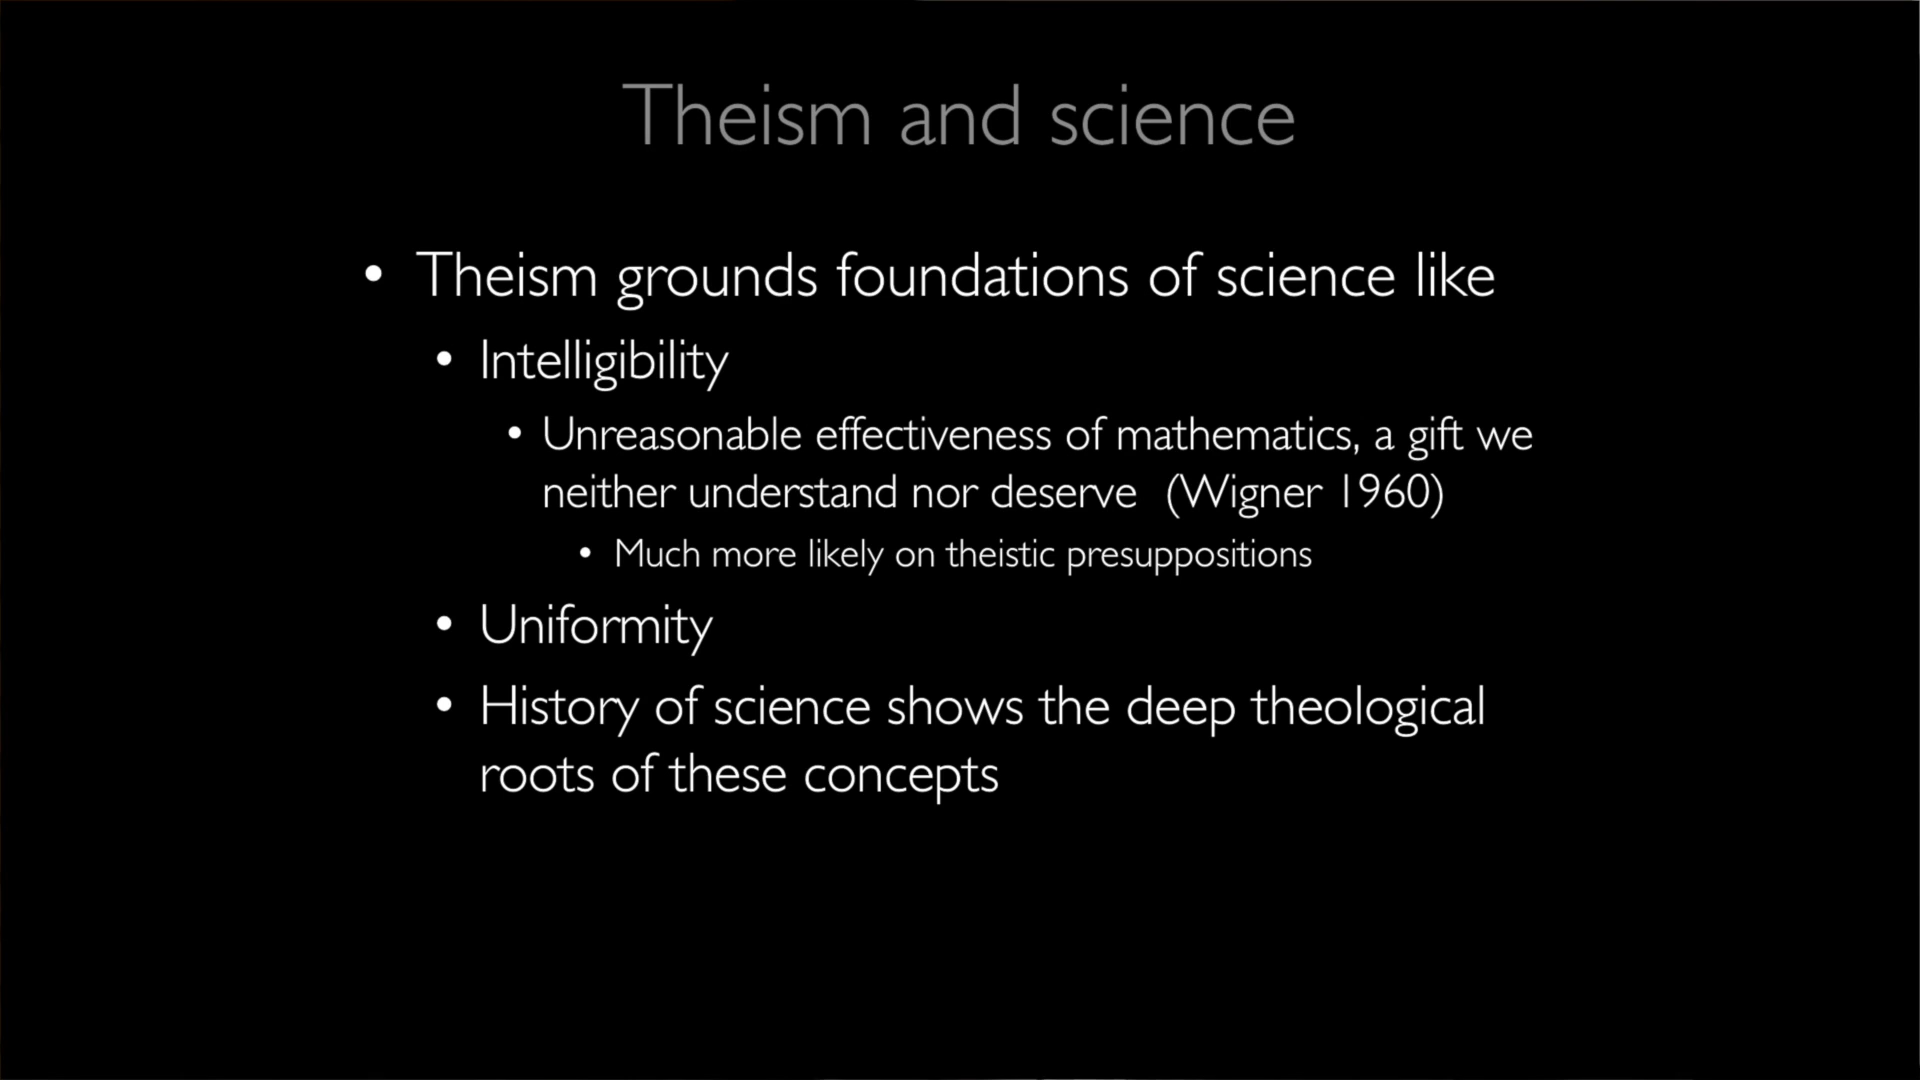 Theism and science
• Theism grounds foundations of science like
• Intelligibility
• Unreasonable effectiveness of mathematics, a gift we
neither understand nor deserve (Wigner 1960)
• Much more likely on theistic presuppositions
• Uniformity
• History of science shows the deep theological
roots of these concepts